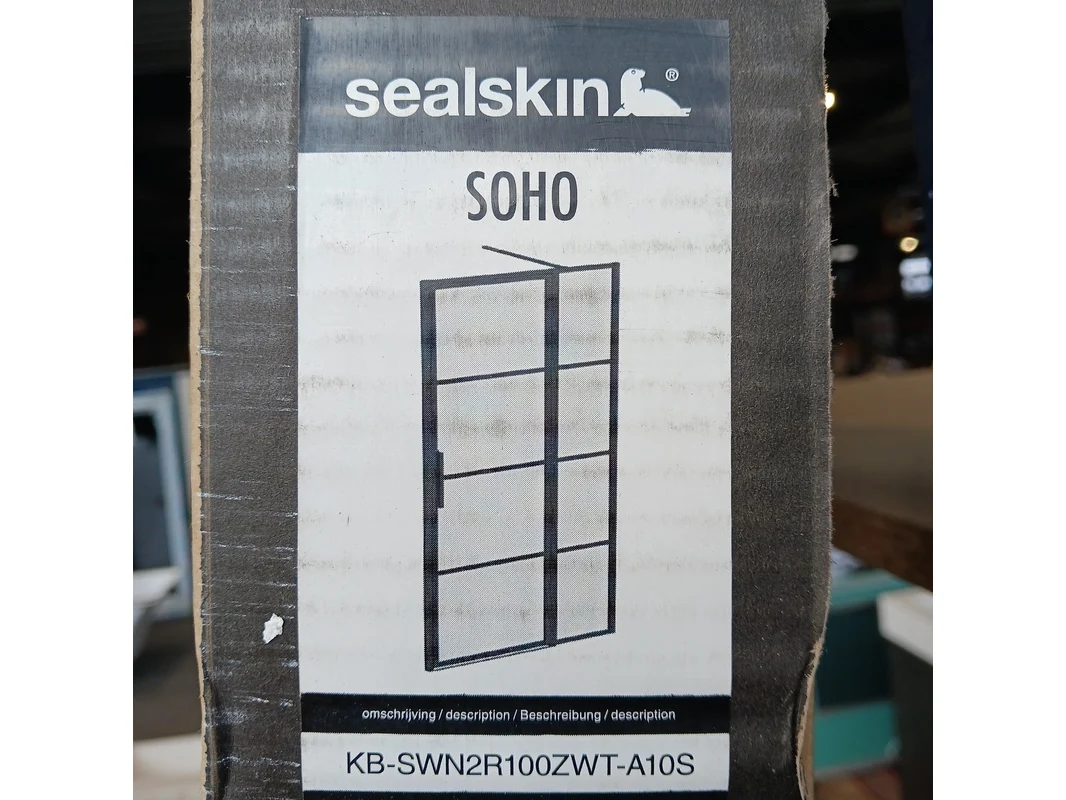 sealskin®
SOHO
omschrijving / description / Beschreibung / description
KB-SWN2R100ZWT-A10S